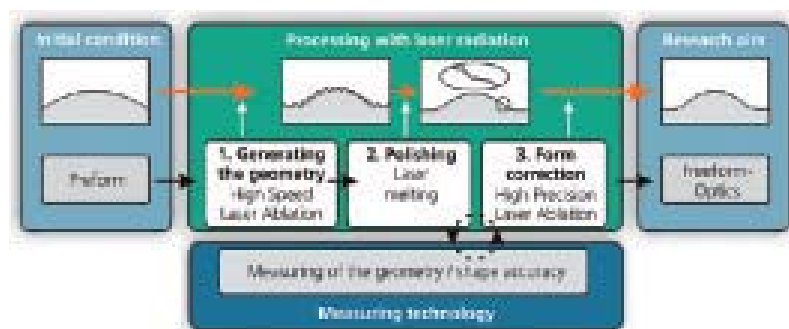 Initial condition
Processing with laser radiation
Research aim
Preform
1. Generating
the geometry
High Speed
Laser Ablation
2. Polishing
Laser
melting
3. Form
correction
High Precision
Laser Ablation
Freeform-
Optics
Measuring of the geometry / shape accuracy
Measuring technology